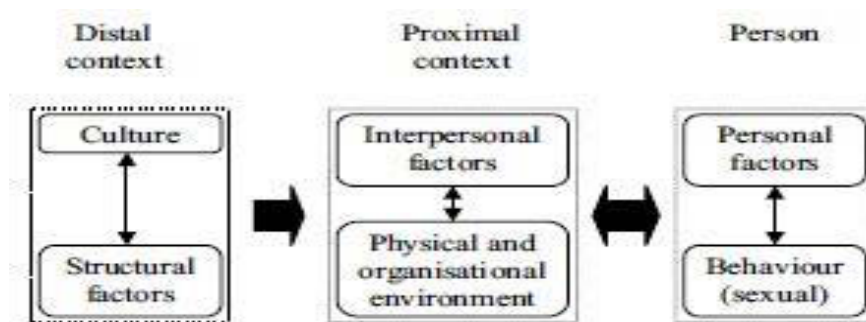 Distal
context
Proximal
context
Person
Culture
Structural
factors
Interpersonal
factors
Physical and
organisational
environment
Personal
factors
Behaviour
(sexual)